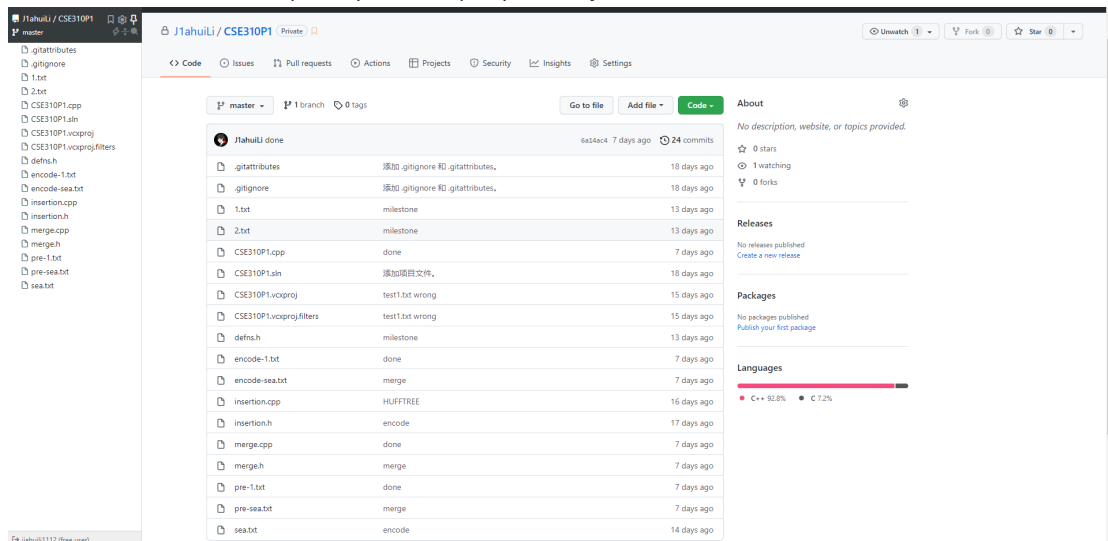 J1ahuiLi / CSE310P1
master
.gitattributes
.gitignore
1.txt
2.txt
CSE310P1.cpp
CSE310P1.sln
CSE310P1.vcxproj
CSE310P1.vcxproj.filters
defns.h
encode-1.txt
encode-sea.txt
insertion.cpp
insertion.h
merge.cpp
merge.h
pre-1.txt
pre-sea.txt
sea.txt
jiahuili1112 (free user)
J1ahuiLi / CSE310P1 Private
Unwatch 1 Fork 0 Star 0
Code Issues Pull requests Actions Projects Security Insights Settings
master 1 branch 0 tags Go to file Add file Code
J1ahuiLi done 6a14ac4 7 days ago 24 commits
.gitattributes 添加 .gitignore 和 .gitattributes。 18 days ago
.gitignore 添加 .gitignore 和 .gitattributes。 18 days ago
1.txt milestone 13 days ago
2.txt milestone 13 days ago
CSE310P1.cpp done 7 days ago
CSE310P1.sln 添加项目文件。 18 days ago
CSE310P1.vcxproj test1.txt wrong 15 days ago
CSE310P1.vcxproj.filters test1.txt wrong 15 days ago
defns.h milestone 13 days ago
encode-1.txt done 7 days ago
encode-sea.txt merge 7 days ago
insertion.cpp HUFFTREE 16 days ago
insertion.h encode 17 days ago
merge.cpp done 7 days ago
merge.h merge 7 days ago
pre-1.txt done 7 days ago
pre-sea.txt merge 7 days ago
sea.txt encode 14 days ago
About
No description, website, or topics provided.
0 stars
1 watching
0 forks
Releases
No releases published
Create a new release
Packages
No packages published
Publish your first package
Languages
C++ 92.8% C 7.2%